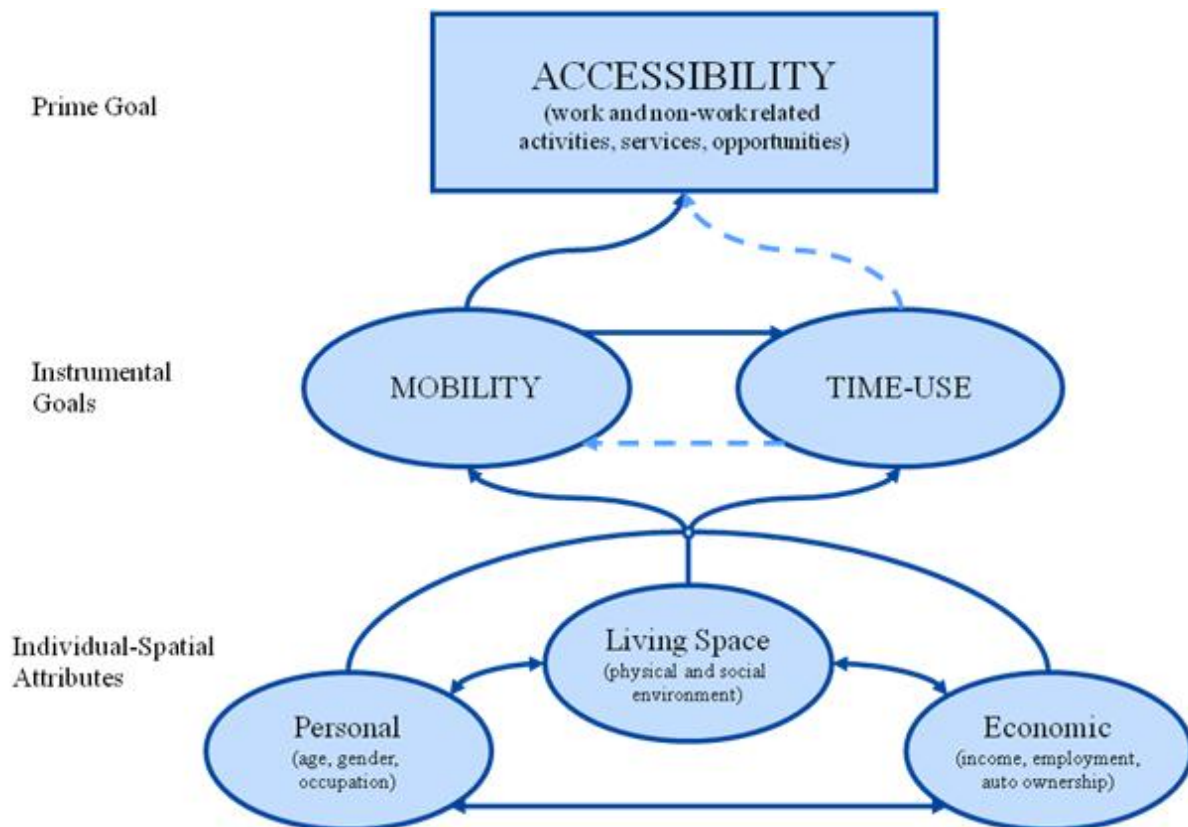 Prime Goal
ACCESSIBILITY
(work and non-work related
activities, services, opportunities)
Instrumental
Goals
MOBILITY
TIME-USE
Individual-Spatial
Attributes
Living Space
(physical and social
environment)
Personal
(age, gender,
occupation)
Economic
(income, employment,
auto ownership)